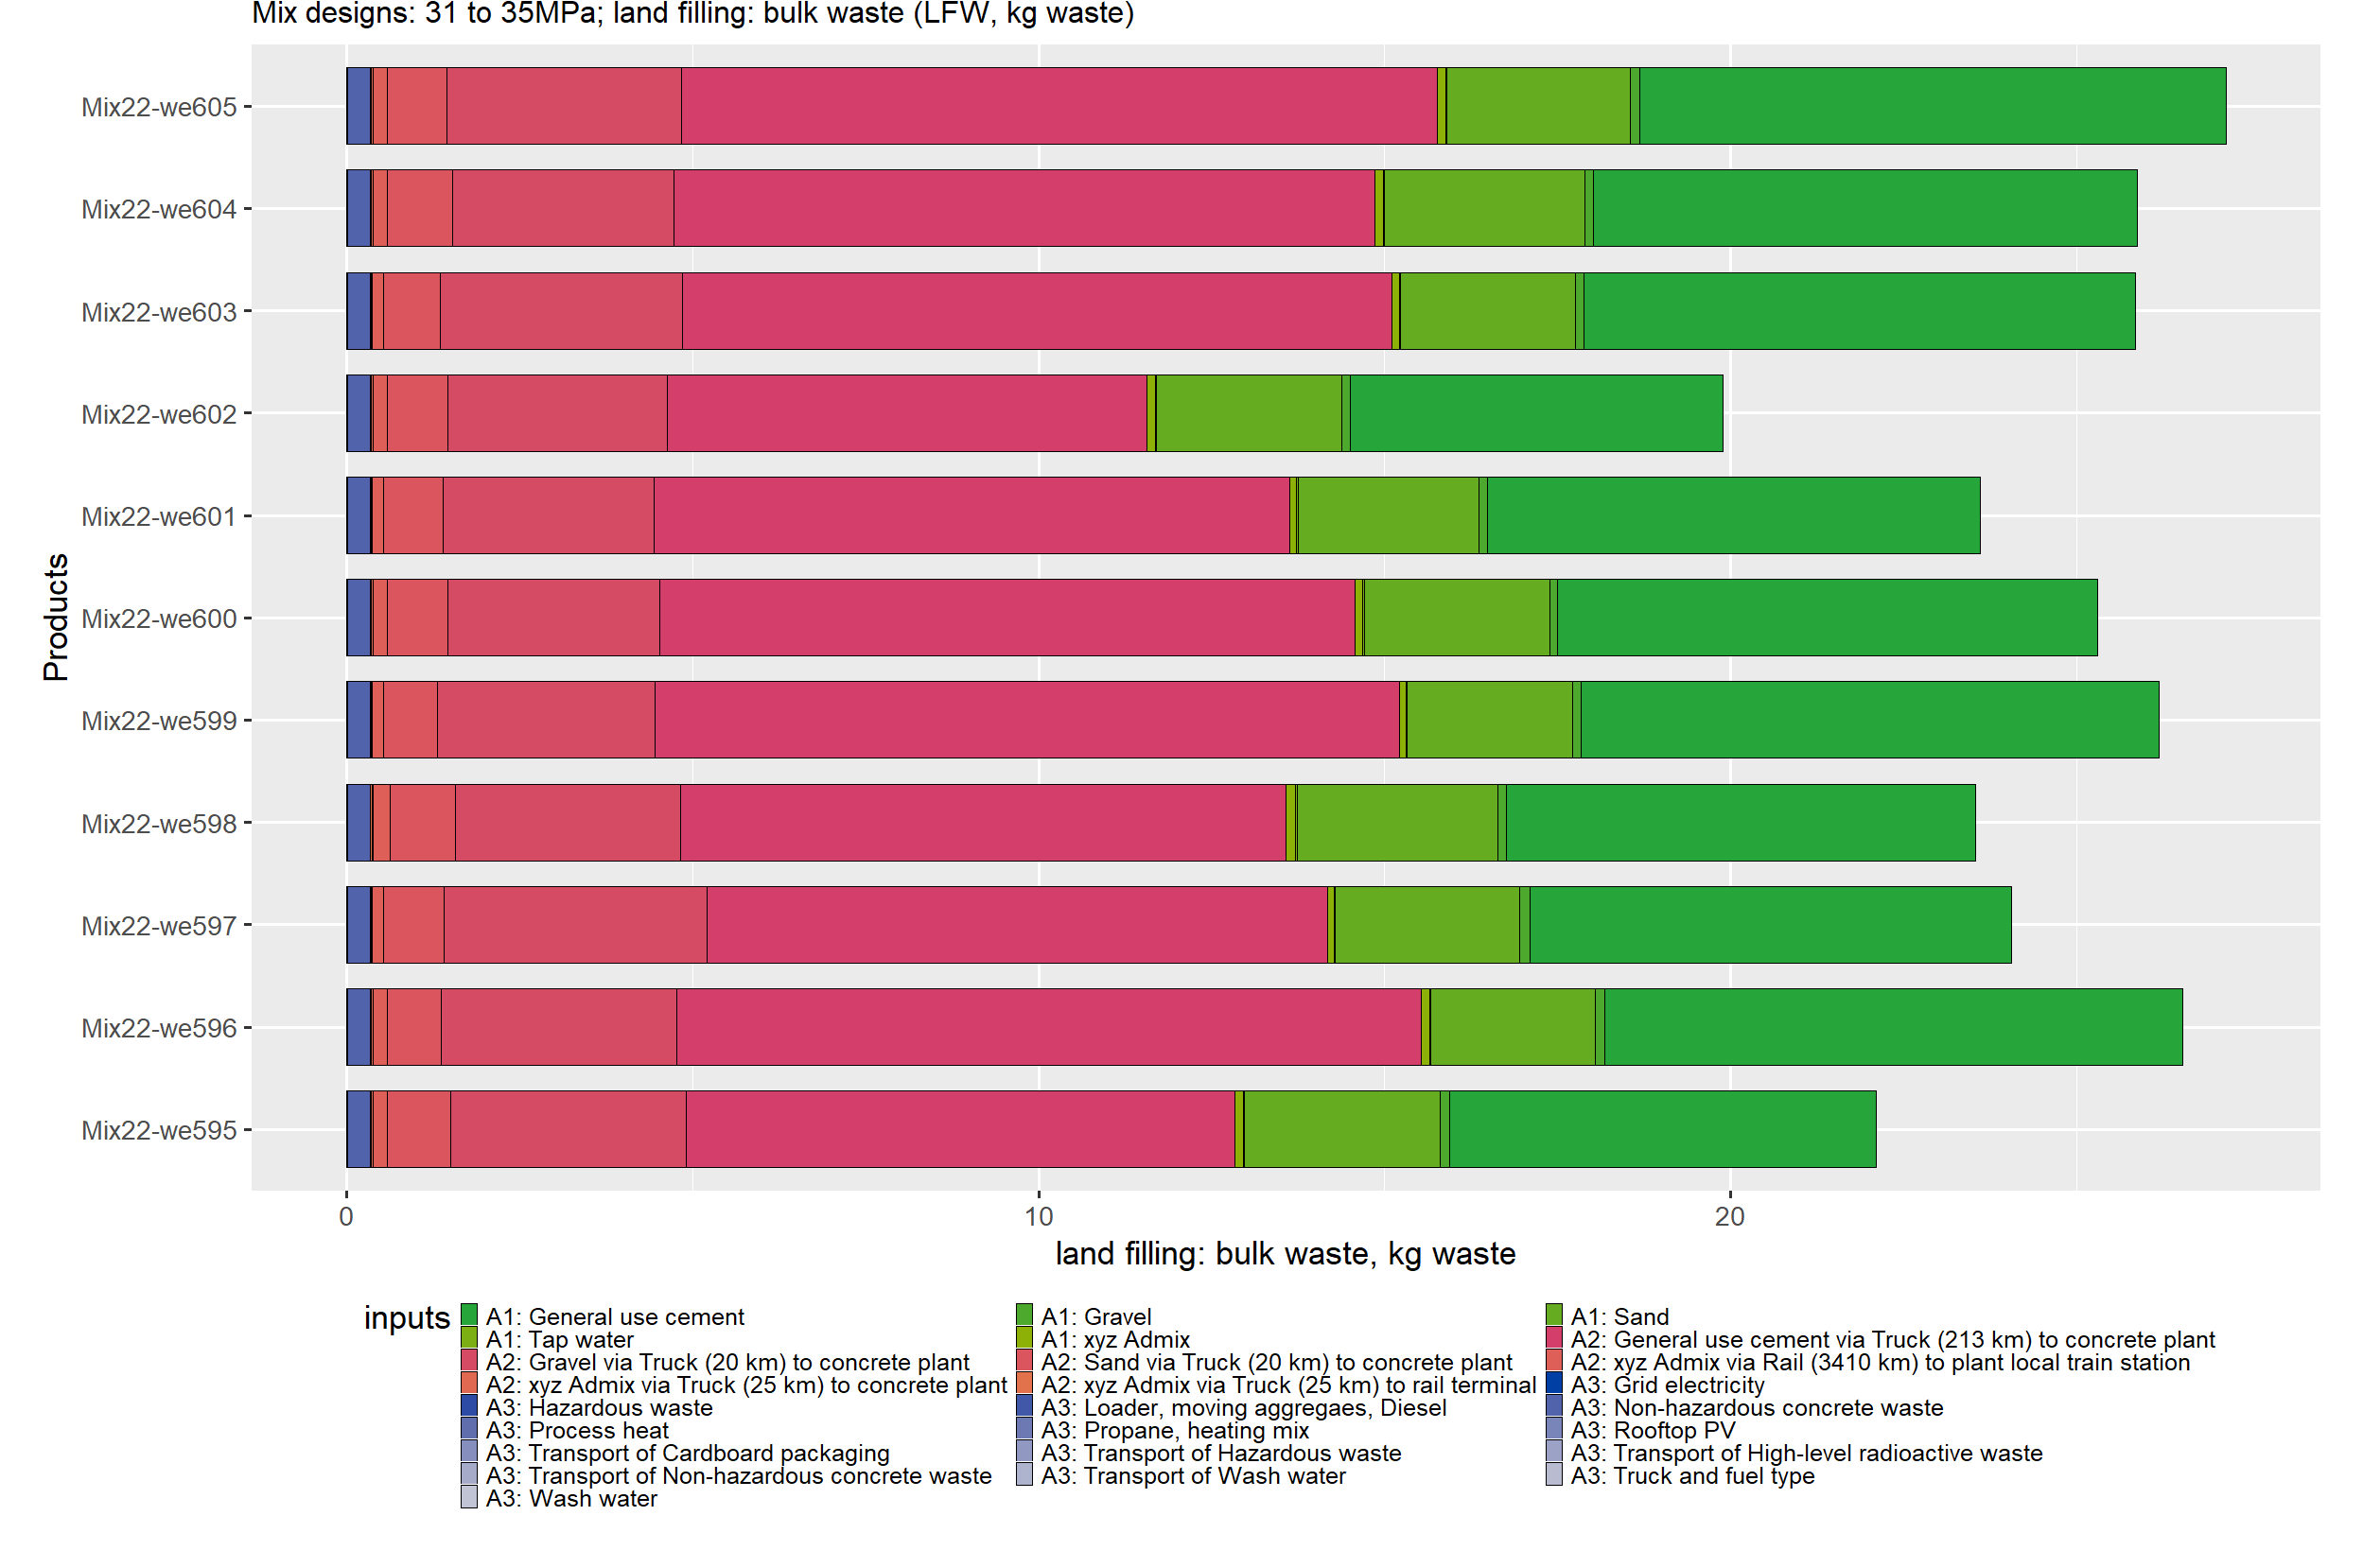 Mix designs: 31 to 35MPa; land filling: bulk waste (LFW, kg waste)
Products
Mix22-we605
Mix22-we604
Mix22-we603
Mix22-we602
Mix22-we601
Mix22-we600
Mix22-we599
Mix22-we598
Mix22-we597
Mix22-we596
Mix22-we595
0 10 20
land filling: bulk waste, kg waste
inputs
A1: General use cement A1: Gravel A1: Sand
A1: Tap water A1: xyz Admix A2: General use cement via Truck (213 km) to concrete plant
A2: Gravel via Truck (20 km) to concrete plant A2: Sand via Truck (20 km) to concrete plant A2: xyz Admix via Rail (3410 km) to plant local train station
A2: xyz Admix via Truck (25 km) to concrete plant A2: xyz Admix via Truck (25 km) to rail terminal A3: Grid electricity
A3: Hazardous waste A3: Loader, moving aggregaes, Diesel A3: Non-hazardous concrete waste
A3: Process heat A3: Propane, heating mix A3: Rooftop PV
A3: Transport of Cardboard packaging A3: Transport of Hazardous waste A3: Transport of High-level radioactive waste
A3: Transport of Non-hazardous concrete waste A3: Transport of Wash water A3: Truck and fuel type
A3: Wash water